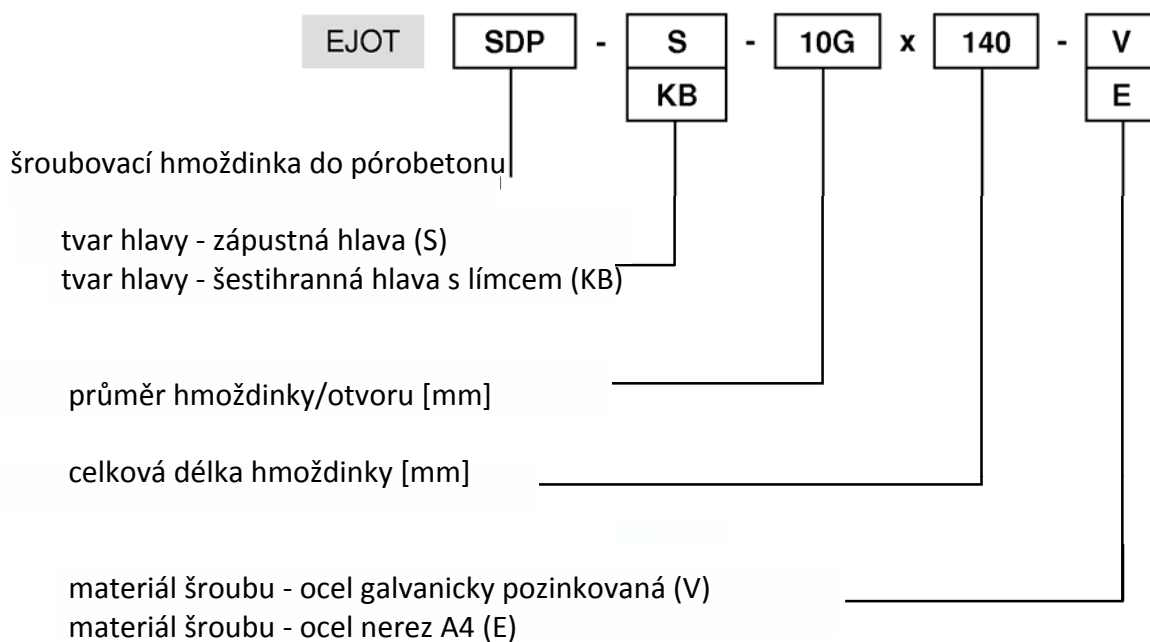 EJOT SDP - S - 10G x 140 - V
KB E
šroubovací hmoždinka do pórobetonu
tvar hlavy - zápustná hlava (S)
tvar hlavy - šestihranná hlava s límcem (KB)
průměr hmoždinky/otvoru [mm]
celková délka hmoždinky [mm]
materiál šroubu - ocel galvanicky pozinkovaná (V)
materiál šroubu - ocel nerez A4 (E)